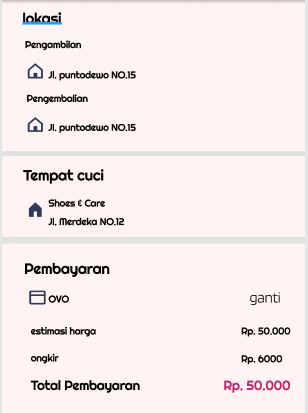 lokasi
Pengambilan
Jl. puntodewo NO.15
Pengembalian
Jl. puntodewo NO.15
Tempat cuci
Shoes & Care
Jl. Merdeka NO.12
Pembayaran
ovo ganti
estimasi harga Rp. 50.000
ongkir Rp. 6000
Total Pembayaran Rp. 50.000